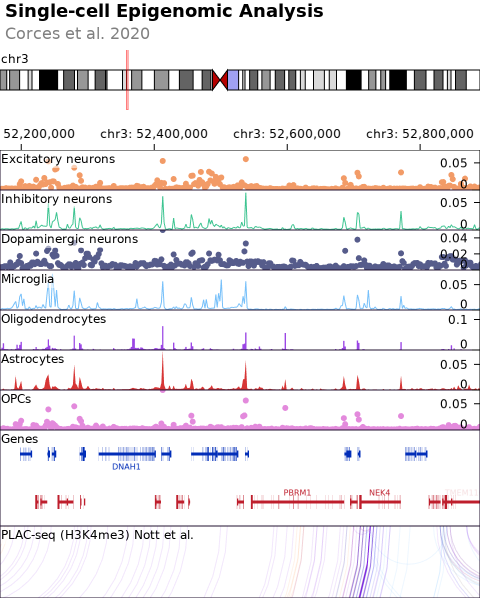 Single-cell Epigenomic Analysis
Corces et al. 2020
chr3
52,200,000 chr3: 52,400,000 chr3: 52,600,000 chr3: 52,800,000
Excitatory neurons 0.05
0
Inhibitory neurons 0.05
0
Dopaminergic neurons 0.04
0.02
0
Microglia 0.05
0
Oligodendrocytes 0.1
0
Astrocytes 0.05
0
OPCs 0.05
0
Genes
DNAH1
PBRM1 NEK4
PLAC-seq (H3K4me3) Nott et al.